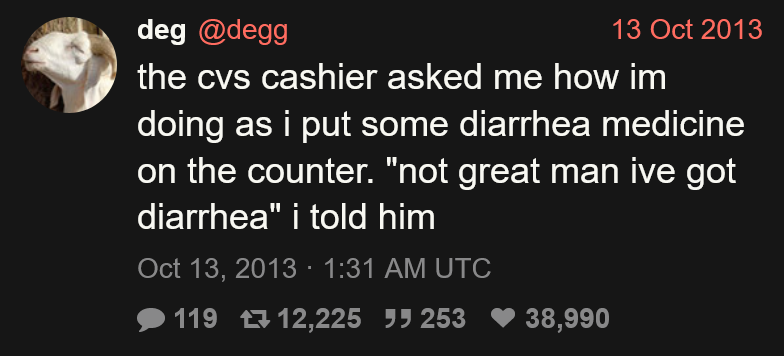 deg @degg 13 Oct 2013
the cvs cashier asked me how im
doing as i put some diarrhea medicine
on the counter. "not great man ive got
diarrhea" i told him
Oct 13, 2013 · 1:31 AM UTC
119 12,225 253 38,990